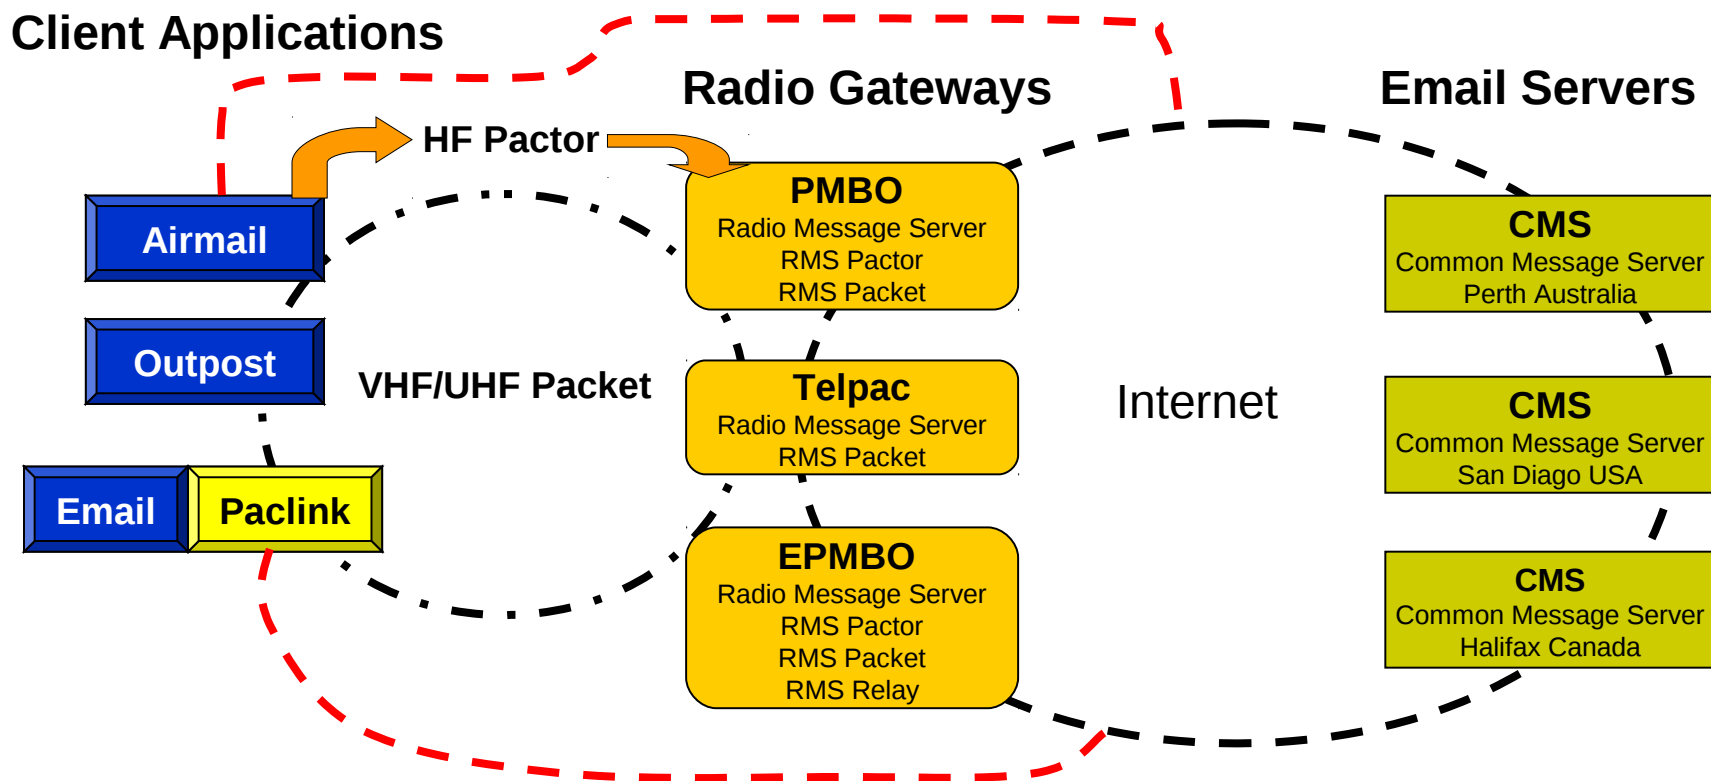 Client Applications
Radio Gateways
Email Servers
HF Pactor
Airmail
Outpost
VHF/UHF Packet
Email
Paclink
PMBO
Radio Message Server
RMS Pactor
RMS Packet
Telpac
Radio Message Server
RMS Packet
EPMBO
Radio Message Server
RMS Pactor
RMS Packet
RMS Relay
Internet
CMS
Common Message Server
Perth Australia
CMS
Common Message Server
San Diago USA
CMS
Common Message Server
Halifax Canada